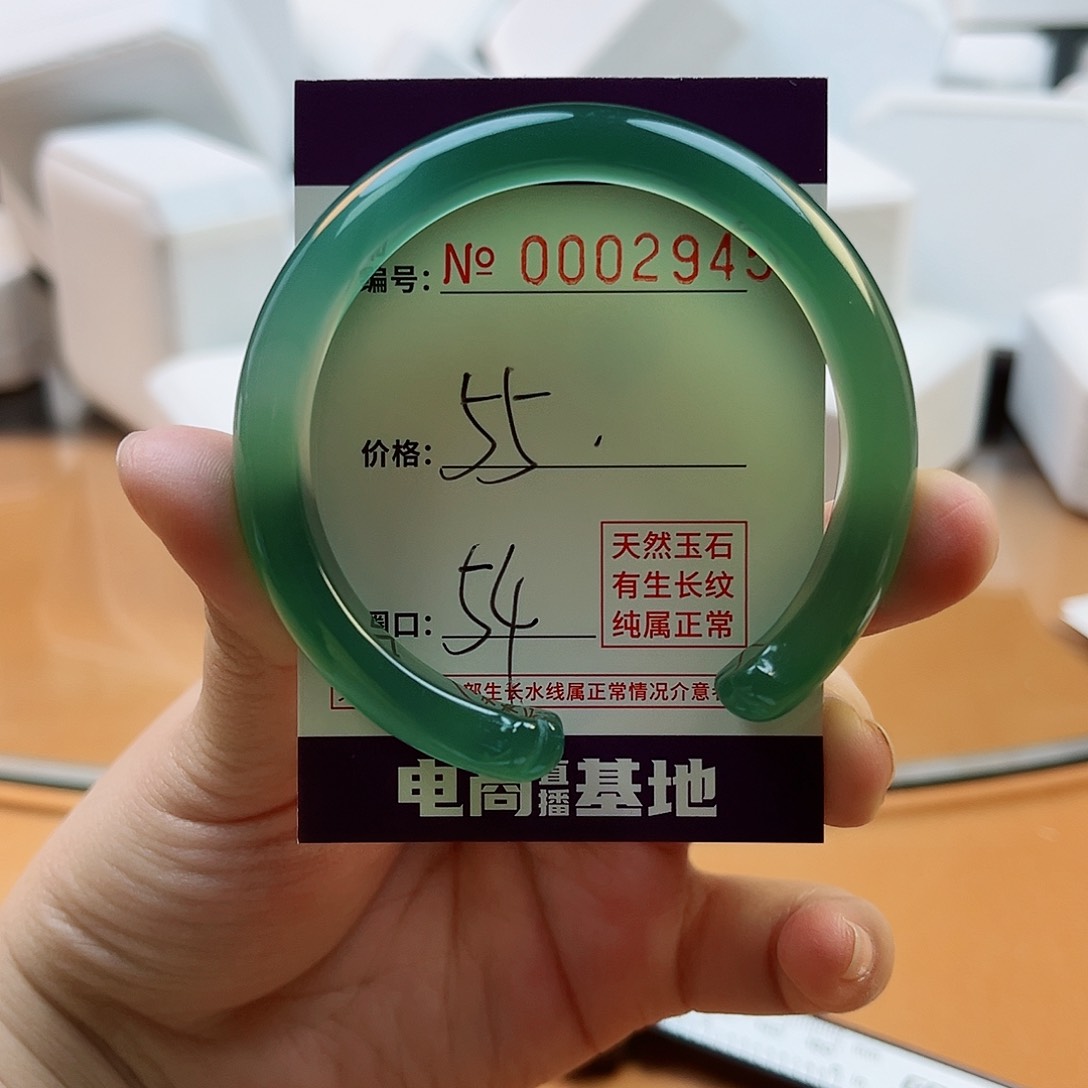 编号: № 0002945
价格: 55.
圈口: 54
天然玉石
有生长纹
纯属正常
部生长水线属正常情况介意
电商直播基地